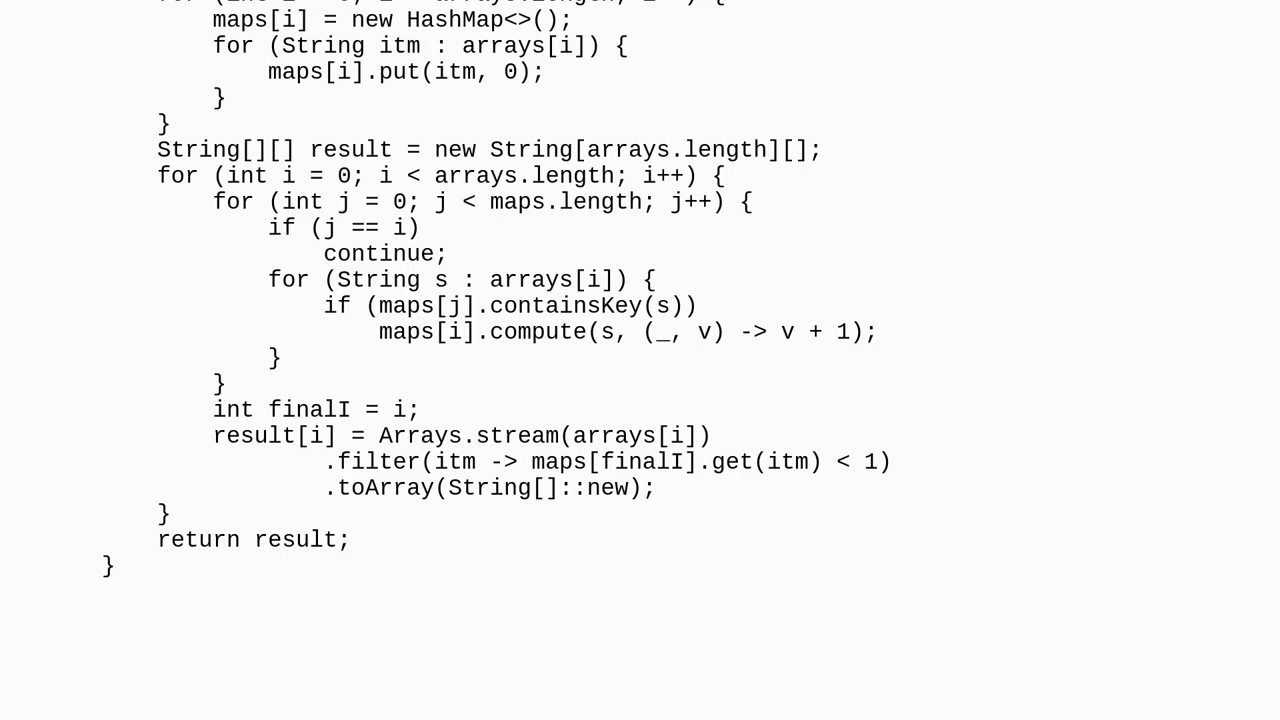 maps[i] = new HashMap<>();
for (String itm : arrays[i]) {
maps[i].put(itm, 0);
}
}
String[][] result = new String[arrays.length][];
for (int i = 0; i < arrays.length; i++) {
for (int j = 0; j < maps.length; j++) {
if (j == i)
continue;
for (String s : arrays[i]) {
if (maps[j].containsKey(s))
maps[i].compute(s, (_, v) -> v + 1);
}
}
int finalI = i;
result[i] = Arrays.stream(arrays[i])
.filter(itm -> maps[finalI].get(itm) < 1)
.toArray(String[]::new);
}
return result;
}